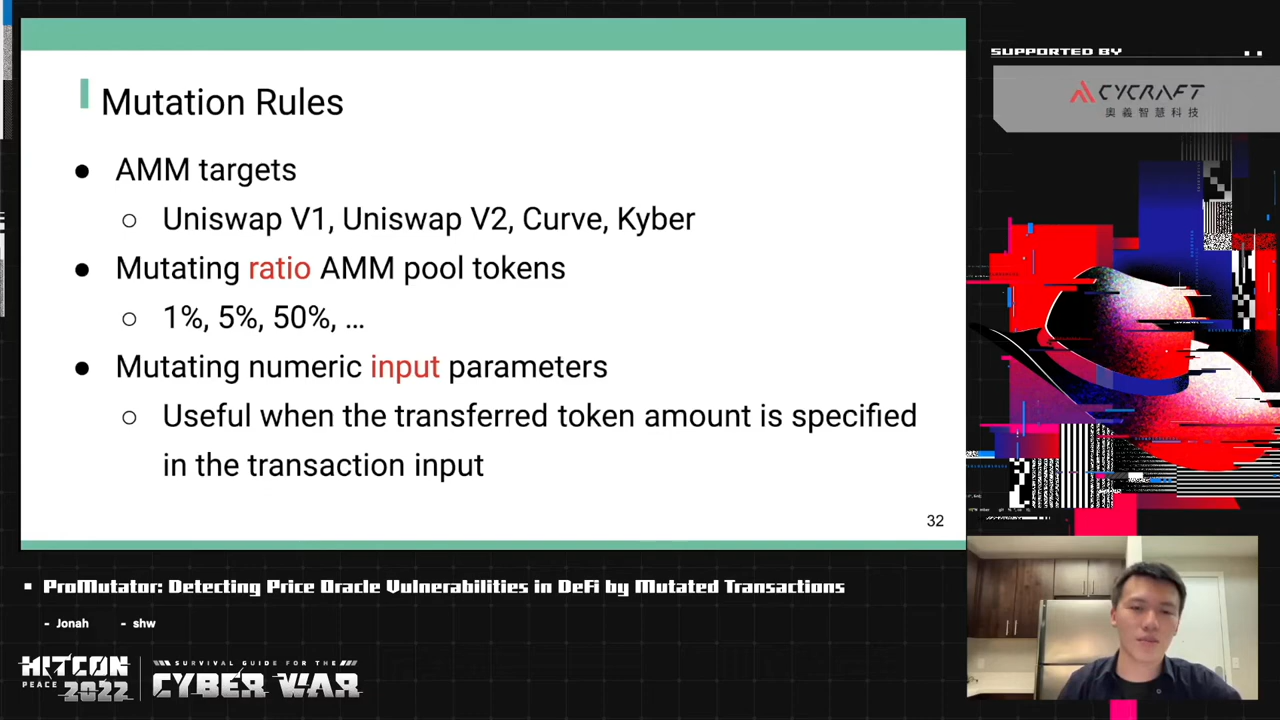 Mutation Rules
● AMM targets
○ Uniswap V1, Uniswap V2, Curve, Kyber
● Mutating ratio AMM pool tokens
○ 1%, 5%, 50%, …
● Mutating numeric input parameters
○ Useful when the transferred token amount is specified
in the transaction input
32
SUPPORTED BY
CYCRAFT
奧義智慧科技
ProMutator: Detecting Price Oracle Vulnerabilities in DeFi by Mutated Transactions
- Jonah - shw
HITCON
PEACE 2022
SURVIVAL GUIDE FOR THE
CYBER WAR